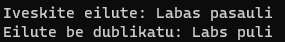 Iveskite eilute: Labas pasauli
Eilute be dublikatu: Labs puli